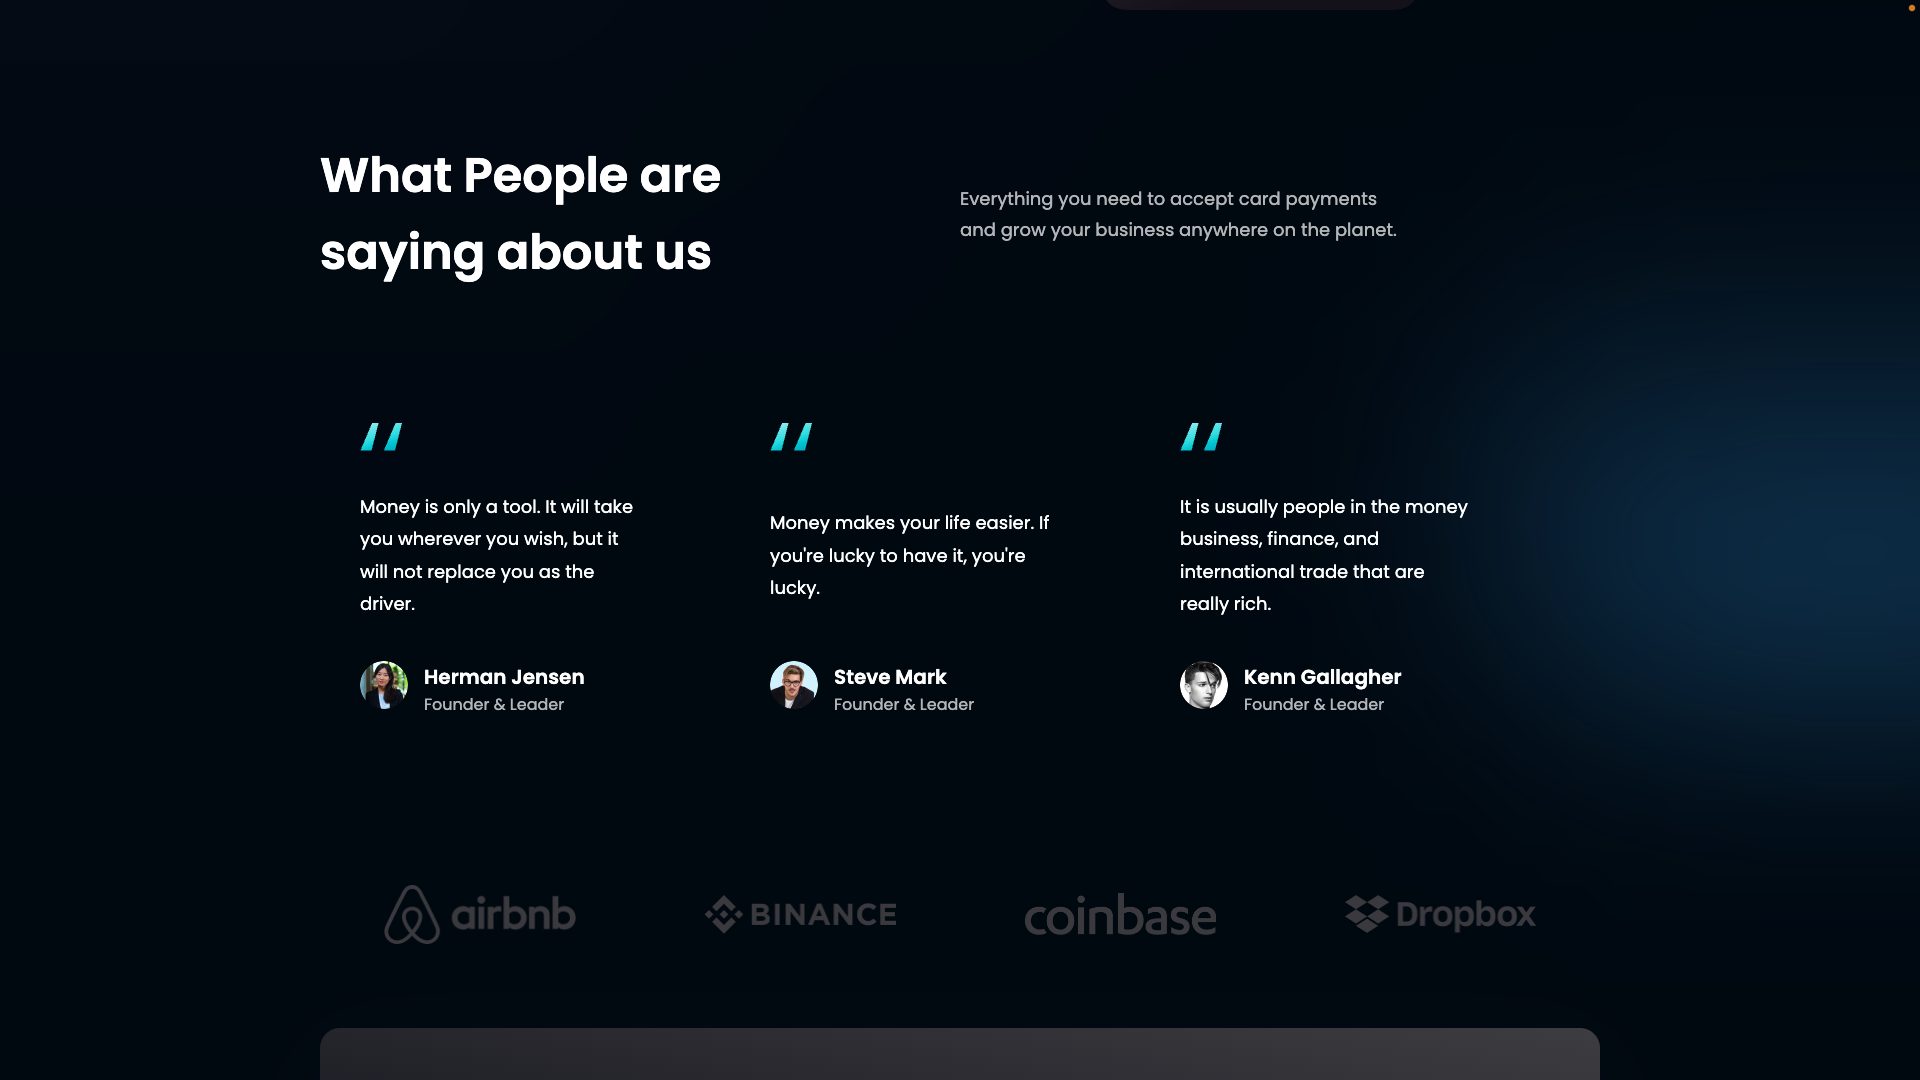 What People are
saying about us
Everything you need to accept card payments
and grow your business anywhere on the planet.
Money is only a tool. It will take
you wherever you wish, but it
will not replace you as the
driver.
Herman Jensen
Founder & Leader
Money makes your life easier. If
you're lucky to have it, you're
lucky.
Steve Mark
Founder & Leader
It is usually people in the money
business, finance, and
international trade that are
really rich.
Kenn Gallagher
Founder & Leader
airbnb
BINANCE
coinbase
Dropbox